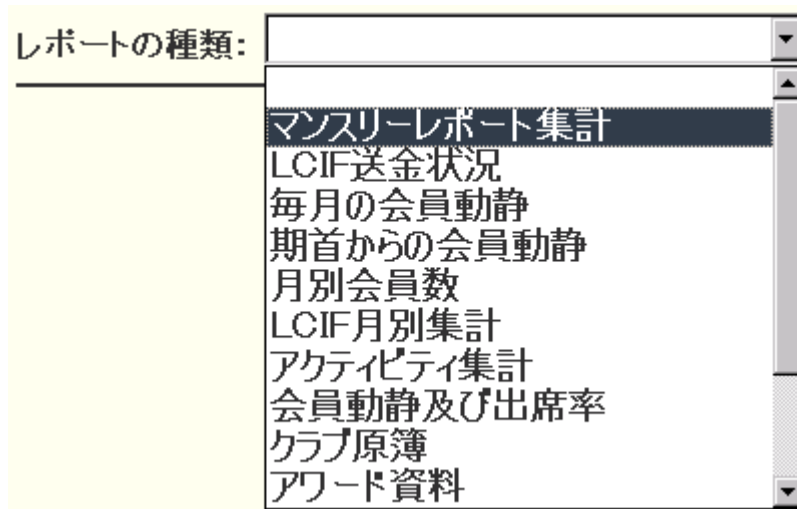 レポートの種類:
マンスリーレポート集計
LCIF送金状況
毎月の会員動静
期首からの会員動静
月別会員数
LCIF月別集計
アクティビティ集計
会員動静及び出席率
クラブ原簿
アワード資料